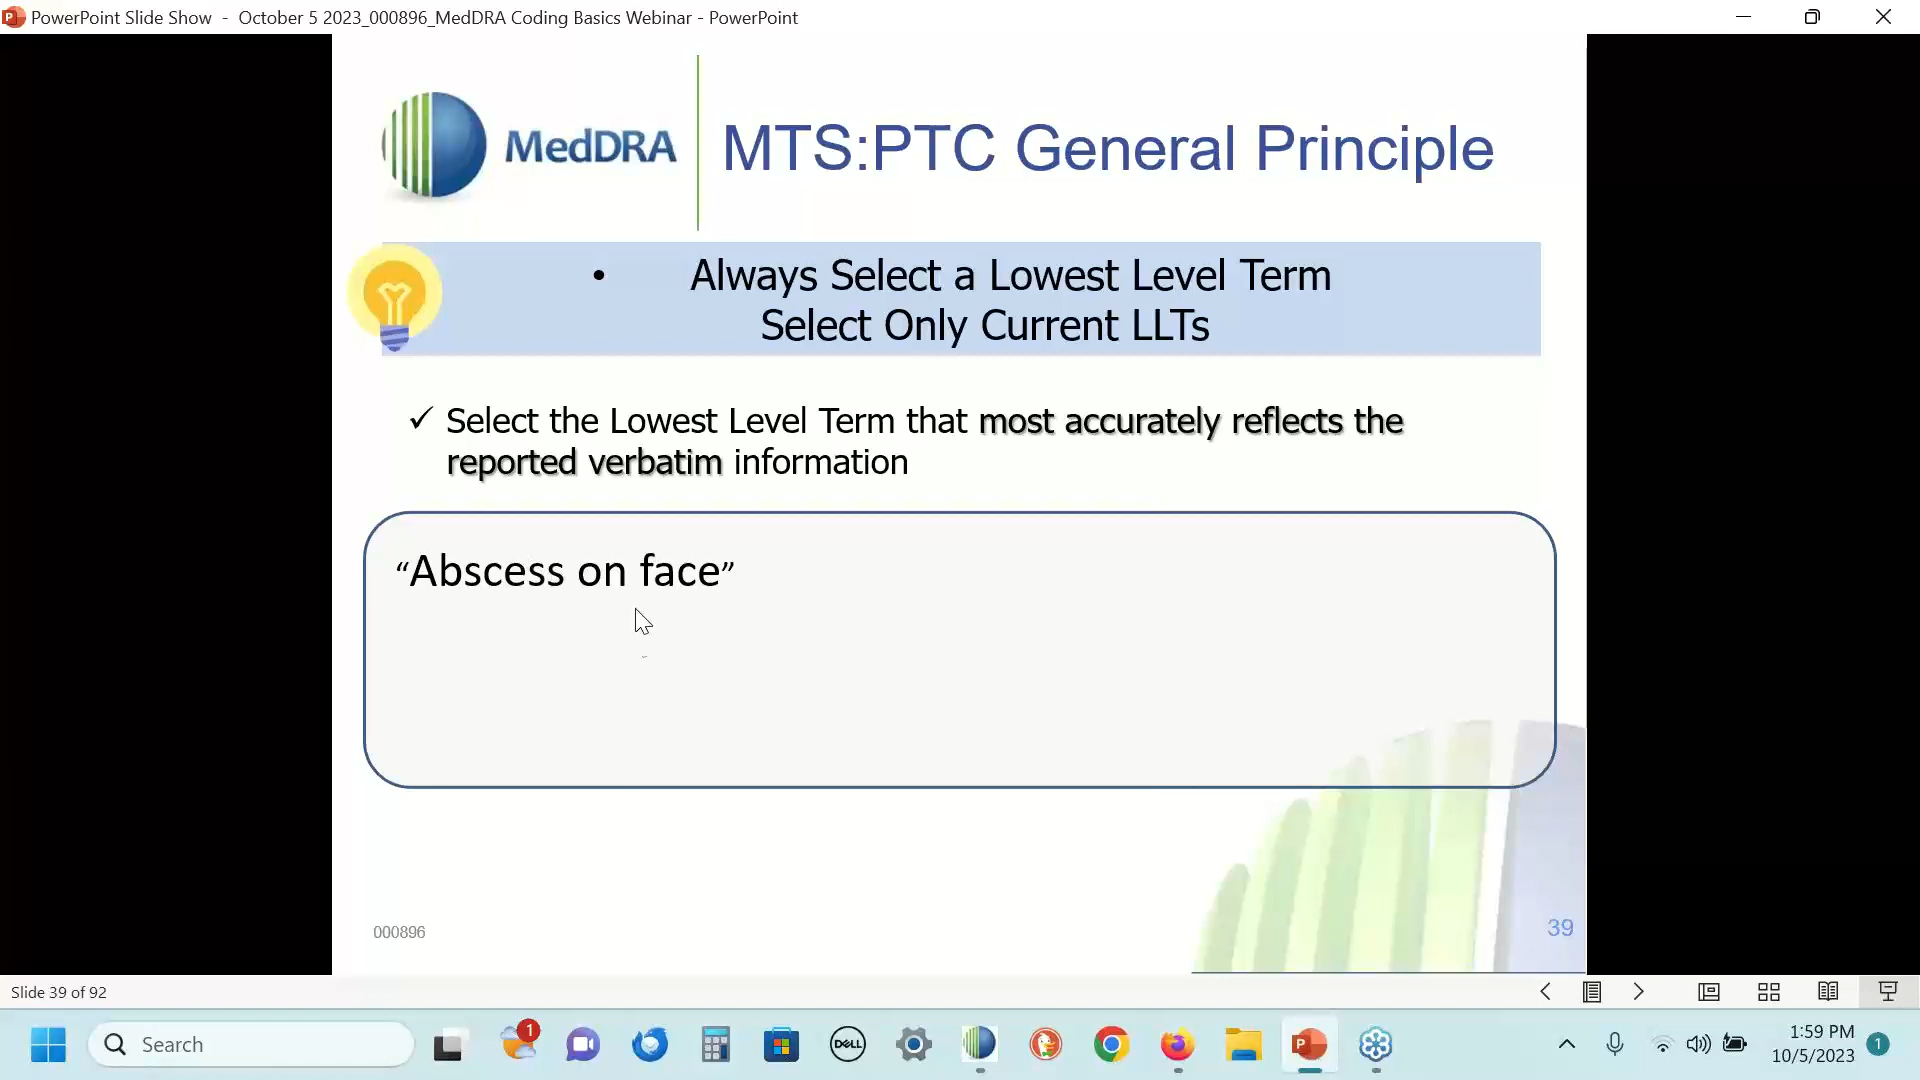 PowerPoint Slide Show - October 5 2023_000896_MedDRA Coding Basics Webinar - PowerPoint
MedDRA
MTS:PTC General Principle
• Always Select a Lowest Level Term
Select Only Current LLTs
✓ Select the Lowest Level Term that most accurately reflects the
reported verbatim information
“Abscess on face”
000896
39
Slide 39 of 92
Search
1
DELL
1:59 PM
10/5/2023
1